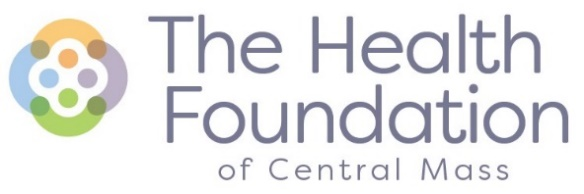 The Health
Foundation
of Central Mass